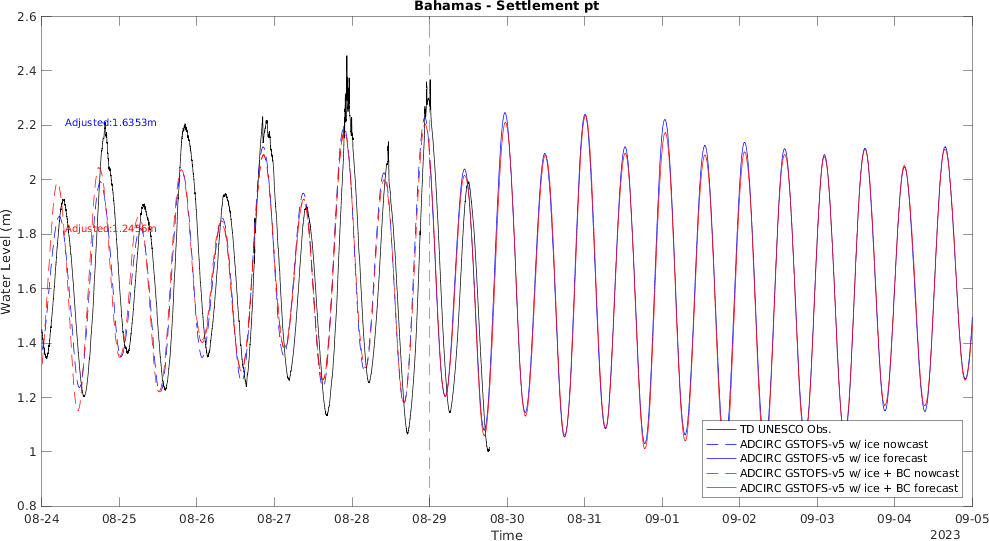 Bahamas - Settlement pt
2.6
2.4
2.2
2
1.8
1.6
1.4
1.2
1
0.8
Water Level (m)
Adjusted:1.6353m
Adjusted:1.2456m
TD UNESCO Obs.
ADCIRC GSTOFS-v5 w/ ice nowcast
ADCIRC GSTOFS-v5 w/ ice forecast
ADCIRC GSTOFS-v5 w/ ice + BC nowcast
ADCIRC GSTOFS-v5 w/ ice + BC forecast
08-24 08-25 08-26 08-27 08-28 08-29 08-30 08-31 09-01 09-02 09-03 09-04 09-05
Time
2023